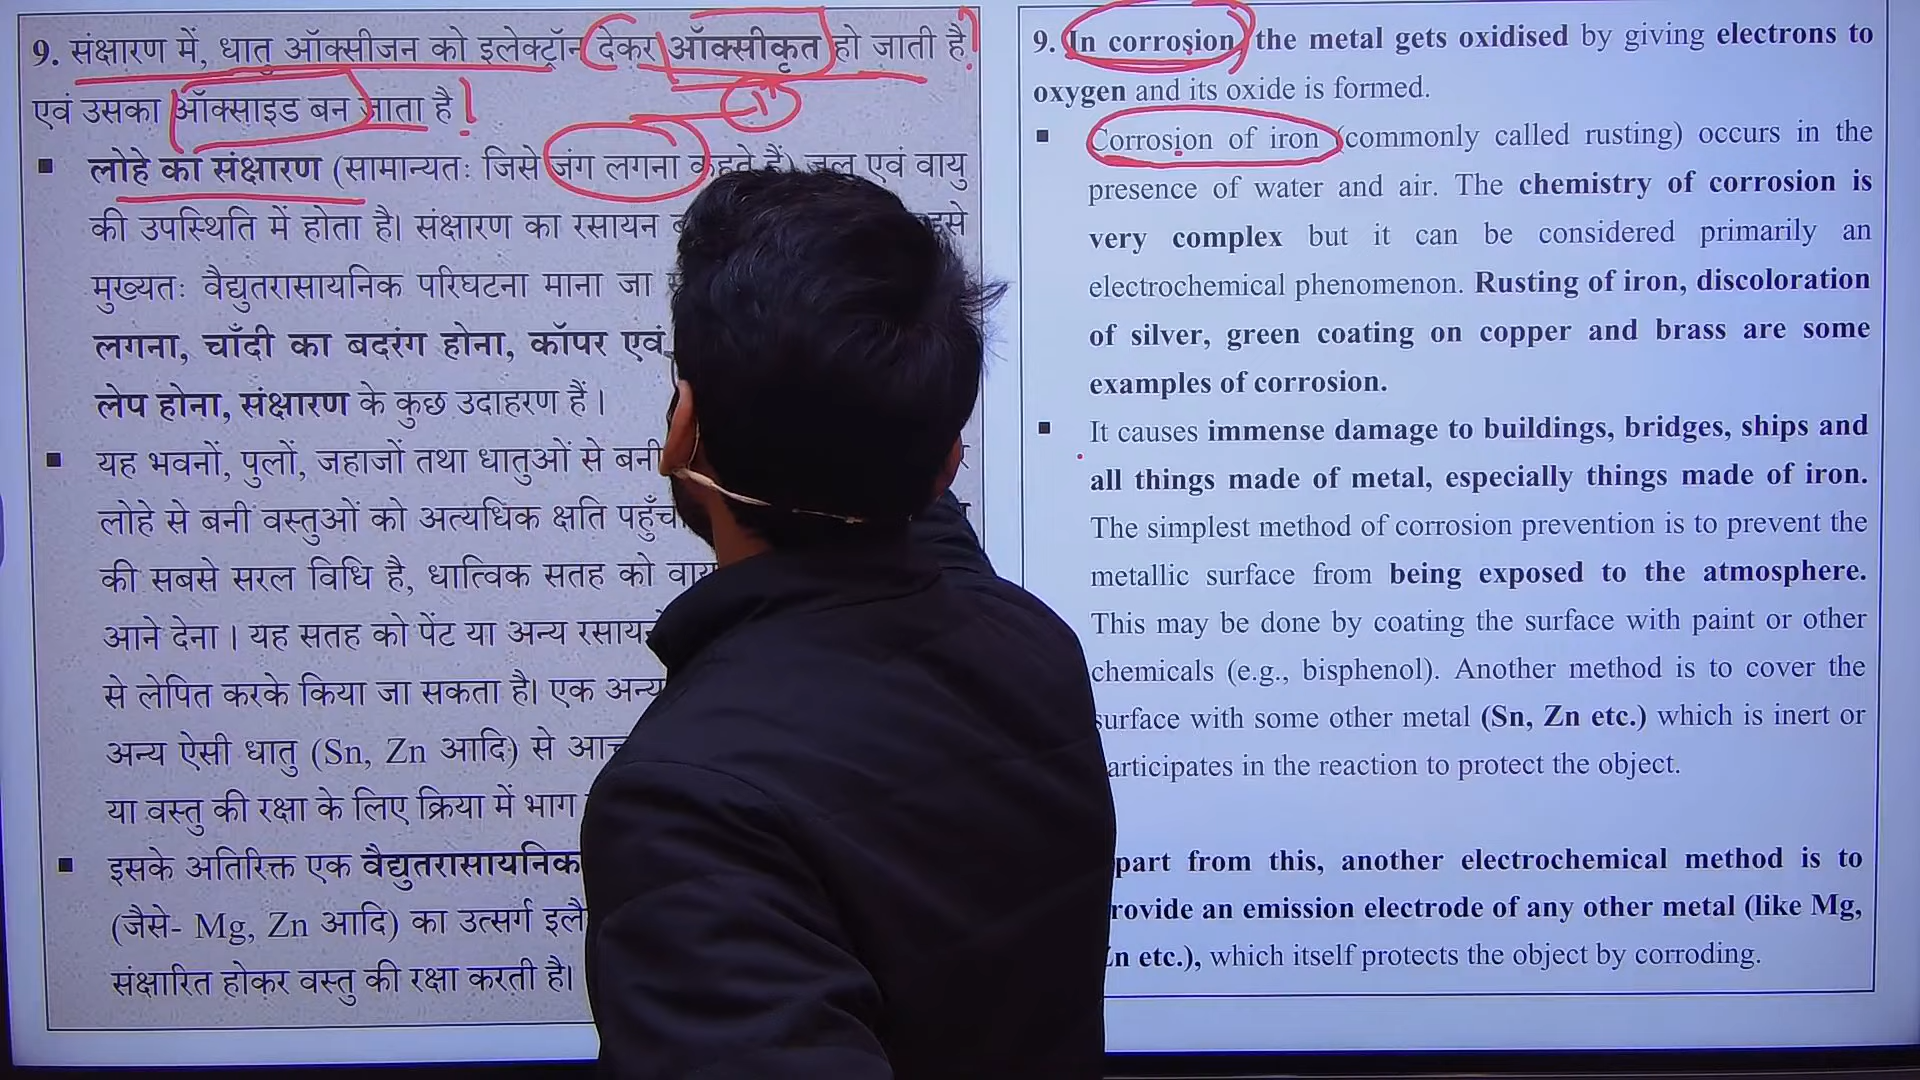 9. संक्षारण में, धातु ऑक्सीजन को इलेक्ट्रॉन देकर ऑक्सीकृत हो जाती है
एवं उसका ऑक्साइड बन जाता है
▪ लोहे का संक्षारण (सामान्यतः जिसे जंग लगना कहते हैं) जल एवं वायु
की उपस्थिति में होता है। संक्षारण का रसायन
मुख्यतः वैद्युतरासायनिक परिघटना माना जा
लगना, चाँदी का बदरंग होना, कॉपर एवं
लेप होना, संक्षारण के कुछ उदाहरण हैं।
▪ यह भवनों, पुलों, जहाजों तथा धातुओं से बनी
लोहे से बनी वस्तुओं को अत्यधिक क्षति
की सबसे सरल विधि है, धात्विक सतह को
आने देना। यह सतह को पेंट या अन्य
से लेपित करके किया जा सकता है। एक अन्य
अन्य ऐसी धातु (Sn, Zn आदि) से
या वस्तु की रक्षा के लिए क्रिया में भाग
▪ इसके अतिरिक्त एक वैद्युतरासायनिक
(जैसे- Mg, Zn आदि) का उत्सर्ग
संक्षारित होकर वस्तु की रक्षा करती है।
9. In corrosion, the metal gets oxidised by giving electrons to
oxygen and its oxide is formed.
▪ Corrosion of iron (commonly called rusting) occurs in the
presence of water and air. The chemistry of corrosion is
very complex but it can be considered primarily an
electrochemical phenomenon. Rusting of iron, discoloration
of silver, green coating on copper and brass are some
examples of corrosion.
▪ It causes immense damage to buildings, bridges, ships and
all things made of metal, especially things made of iron.
The simplest method of corrosion prevention is to prevent the
metallic surface from being exposed to the atmosphere.
This may be done by coating the surface with paint or other
chemicals (e.g., bisphenol). Another method is to cover the
surface with some other metal (Sn, Zn etc.) which is inert or
articipates in the reaction to protect the object.
part from this, another electrochemical method is to
rovide an emission electrode of any other metal (like Mg,
n etc.), which itself protects the object by corroding.